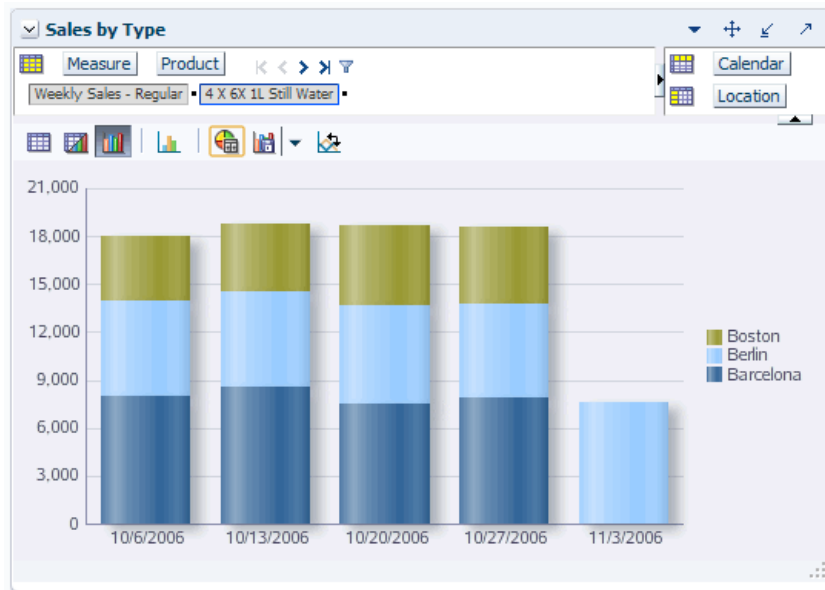 Sales by Type
Measure Product
Weekly Sales - Regular 4 X 6X 1L Still Water
Calendar
Location
21,000
18,000
15,000
12,000
9,000
6,000
3,000
0
10/6/2006 10/13/2006 10/20/2006 10/27/2006 11/3/2006
Boston
Berlin
Barcelona